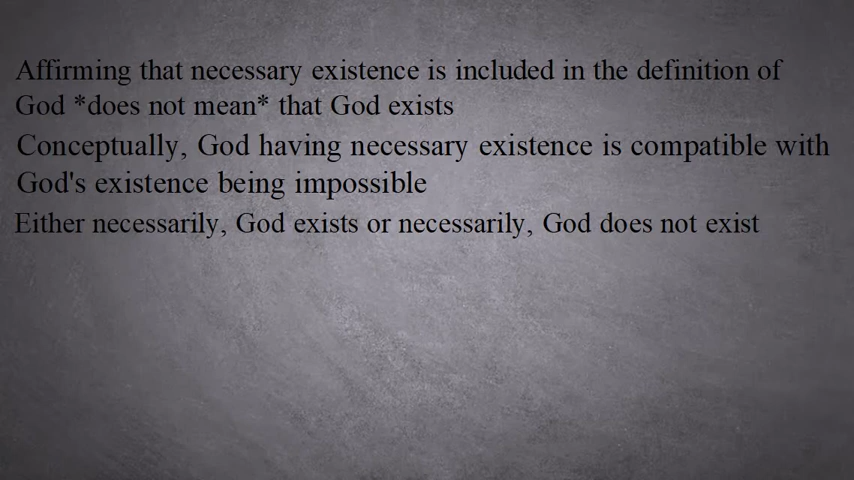 Affirming that necessary existence is included in the definition of
God *does not mean* that God exists
Conceptually, God having necessary existence is compatible with
God's existence being impossible
Either necessarily, God exists or necessarily, God does not exist